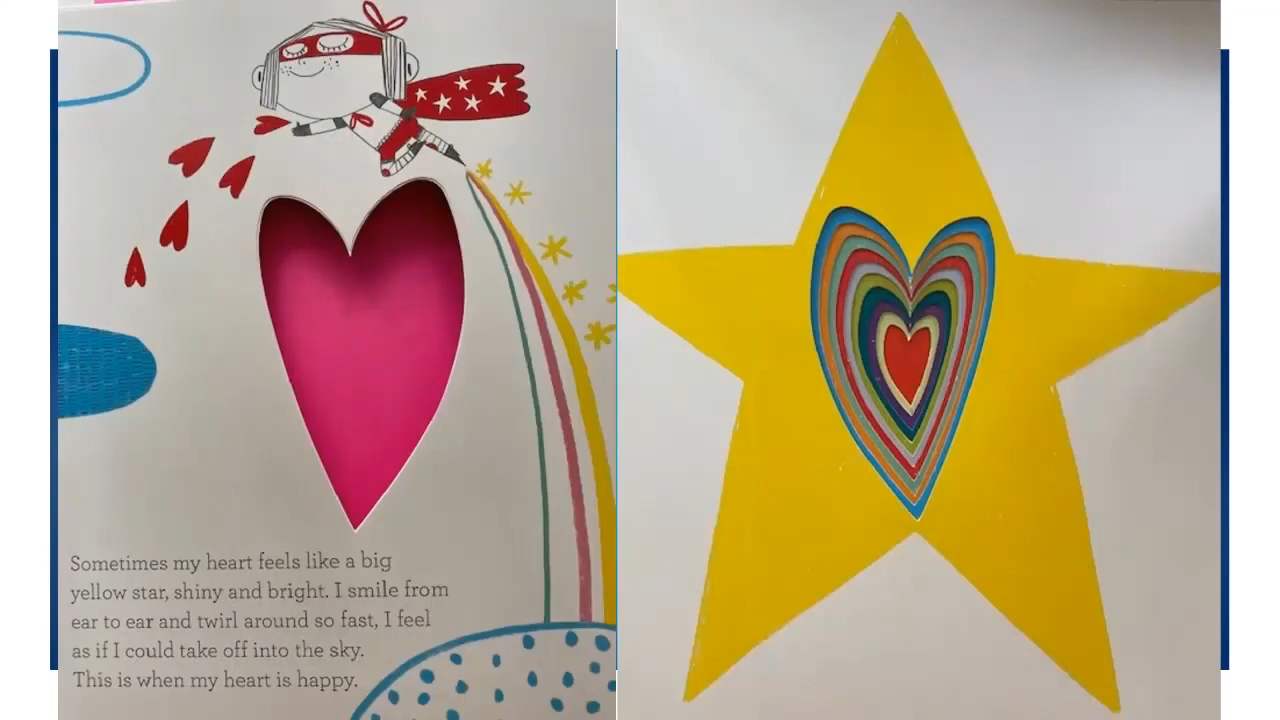 Sometimes my heart feels like a big
yellow star, shiny and bright. I smile from
ear to ear and twirl around so fast, I feel
as if I could take off into the sky.
This is when my heart is happy.